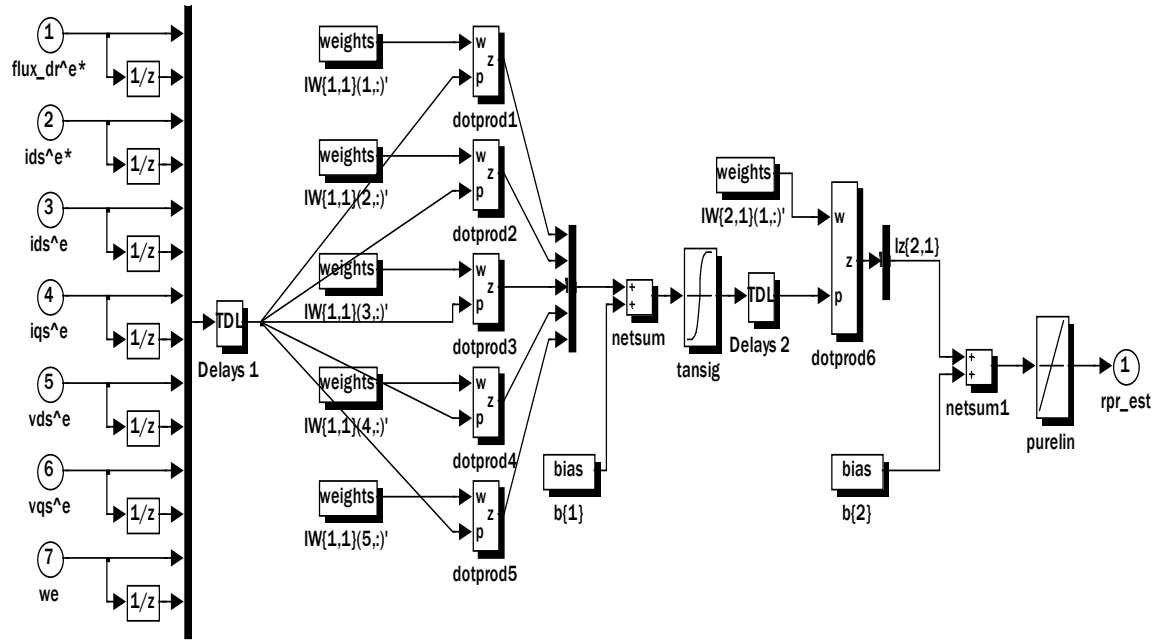 1
flux_dr^e*
1/z
2
ids^e*
1/z
3
ids^e
1/z
4
iqs^e
1/z
5
vds^e
1/z
6
vqs^e
1/z
7
we
1/z
TDL
Delays 1
weights
IW{1,1}(1,:)'
weights
IW{1,1}(2,:)'
weights
IW{1,1}(3,:)'
weights
IW{1,1}(4,:)'
weights
IW{1,1}(5,:)'
w
z
p
dotprod1
w
z
p
dotprod2
w
z
p
dotprod3
w
z
p
dotprod4
w
z
p
dotprod5
bias
b{1}
+
+
netsum
tansig
TDL
Delays 2
weights
IW{2,1}(1,:)'
w
z
p
dotprod6
Iz{2,1}
bias
b{2}
+
+
netsum1
purelin
1
rpr_est